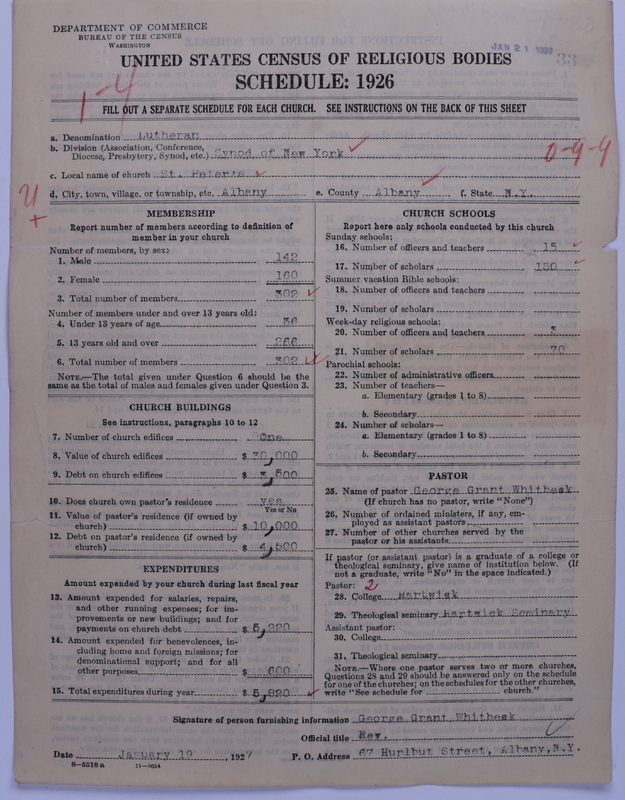 DEPARTMENT OF COMMERCE
BUREAU OF THE CENSUS
WASHINGTON
JAN 21 1927
UNITED STATES CENSUS OF RELIGIOUS BODIES
SCHEDULE: 1926
1-4
FILL OUT A SEPARATE SCHEDULE FOR EACH CHURCH. SEE INSTRUCTIONS ON THE BACK OF THIS SHEET
a. Denomination Lutheran
b. Division (Association, Conference, Diocese, Presbytery, Synod, etc.) Synod of New York
0-4-4
c. Local name of church St. Peter's
d. City, town, village, or township, etc. Albany e. County Albany f. State N.Y.
MEMBERSHIP
Report number of members according to definition of
member in your church
Number of members, by sex:
1. Male 142
2. Female 160
3. Total number of members 302
Number of members under and over 13 years old:
4. Under 13 years of age 36
5. 13 years old and over 266
6. Total number of members 302
NOTE.—The total given under Question 6 should be the
same as the total of males and females given under Question 3.
CHURCH BUILDINGS
See instructions, paragraphs 10 to 12
7. Number of church edifices One
8. Value of church edifices $ 30,000
9. Debt on church edifices $ 3,500
10. Does church own pastor's residence yes
Yes or No
11. Value of pastor's residence (if owned by
church) $ 10,000
12. Debt on pastor's residence (if owned by
church) $ 4,500
EXPENDITURES
Amount expended by your church during last fiscal year
13. Amount expended for salaries, repairs,
and other running expenses; for im-
provements or new buildings; and for
payments on church debt $ 5,220
14. Amount expended for benevolences, in-
cluding home and foreign missions; for
denominational support; and for all
other purposes $ 600
15. Total expenditures during year $ 5,820
CHURCH SCHOOLS
Report here only schools conducted by this church
Sunday schools:
16. Number of officers and teachers 15
17. Number of scholars 150
Summer vacation Bible schools:
18. Number of officers and teachers
19. Number of scholars
Week-day religious schools:
20. Number of officers and teachers 3
21. Number of scholars 70
Parochial schools:
22. Number of administrative officers
23. Number of teachers—
a. Elementary (grades 1 to 8)
b. Secondary
24. Number of scholars—
a. Elementary (grades 1 to 8)
b. Secondary
PASTOR
25. Name of pastor George Grant Whitbeck
(If church has no pastor, write "None")
26. Number of ordained ministers, if any, em-
ployed as assistant pastors
27. Number of other churches served by the
pastor or his assistants
If pastor (or assistant pastor) is a graduate of a college or
theological seminary, give name of institution below. (If
not a graduate, write "No" in the space indicated.)
Pastor: 2
28. College Hartwick
29. Theological seminary Hartwick Seminary
Assistant pastor:
30. College
31. Theological seminary
NOTE.—Where one pastor serves two or more churches,
Questions 28 and 29 should be answered only on the schedule
for one of the churches; on the schedules for the other churches,
write "See schedule for church."
Signature of person furnishing information George Grant Whitbeck
Official title Rev.
Date January 19, 1927 P. O. Address 67 Hurlbut Street, Albany, N.Y.
8—5518 a 11—9034